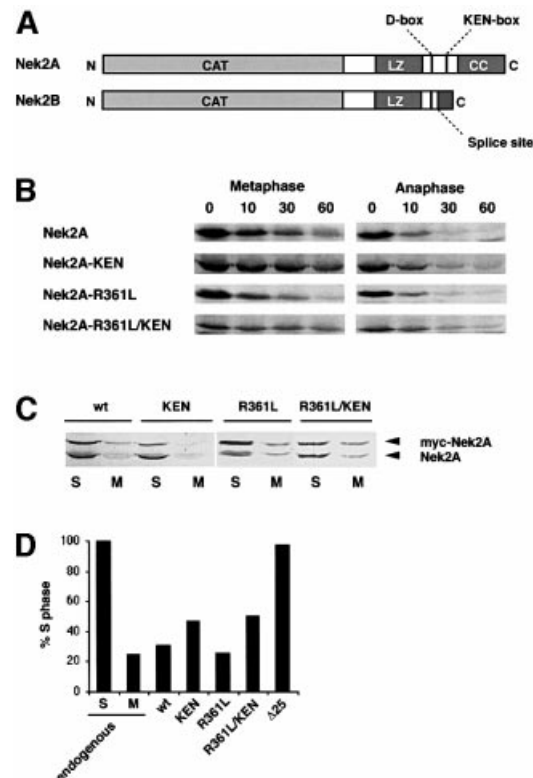 A
D-box KEN-box
Nek2A N CAT LZ CC C
Nek2B N CAT LZ C
Splice site
B
Metaphase Anaphase
0 10 30 60 0 10 30 60
Nek2A
Nek2A-KEN
Nek2A-R361L
Nek2A-R361L/KEN
C
wt KEN R361L R361L/KEN
myc-Nek2A
Nek2A
S M S M S M S M
D
100
80
60
40
20
0
% S phase
S M wt KEN R361L R361L/KEN Δ25
endogenous